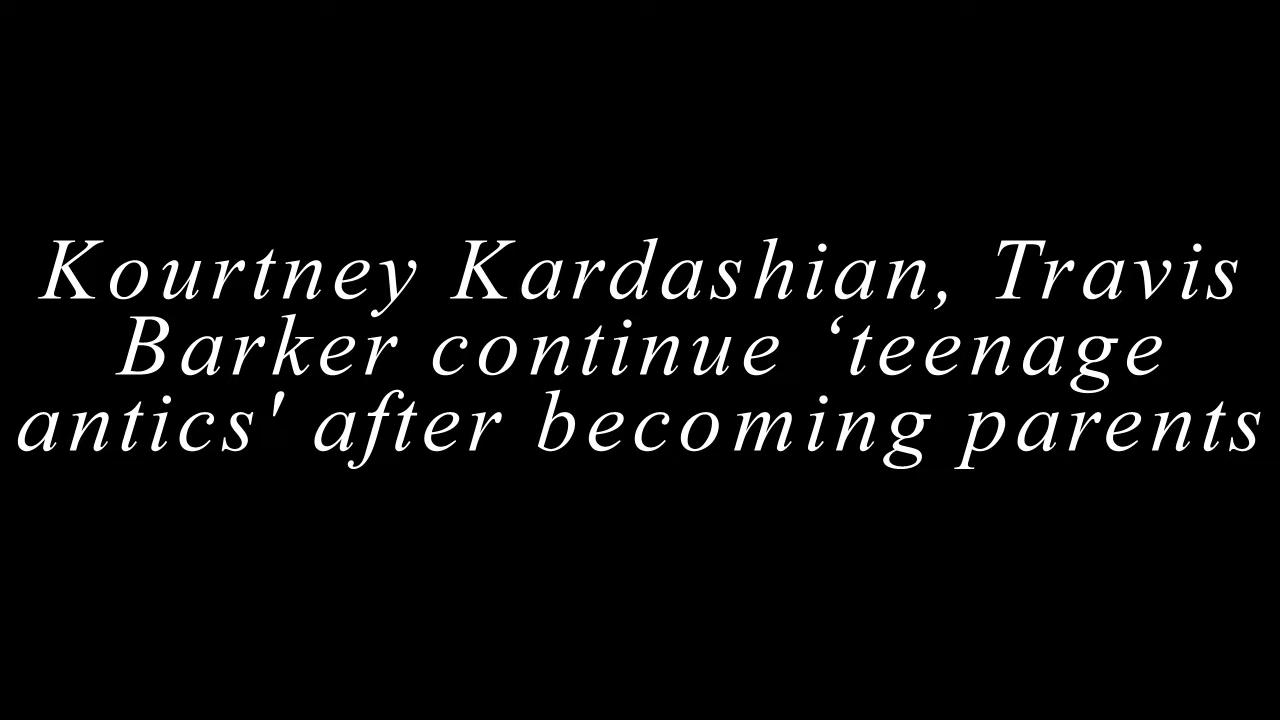 Kourtney Kardashian, Travis
Barker continue ‘teenage
antics' after becoming parents